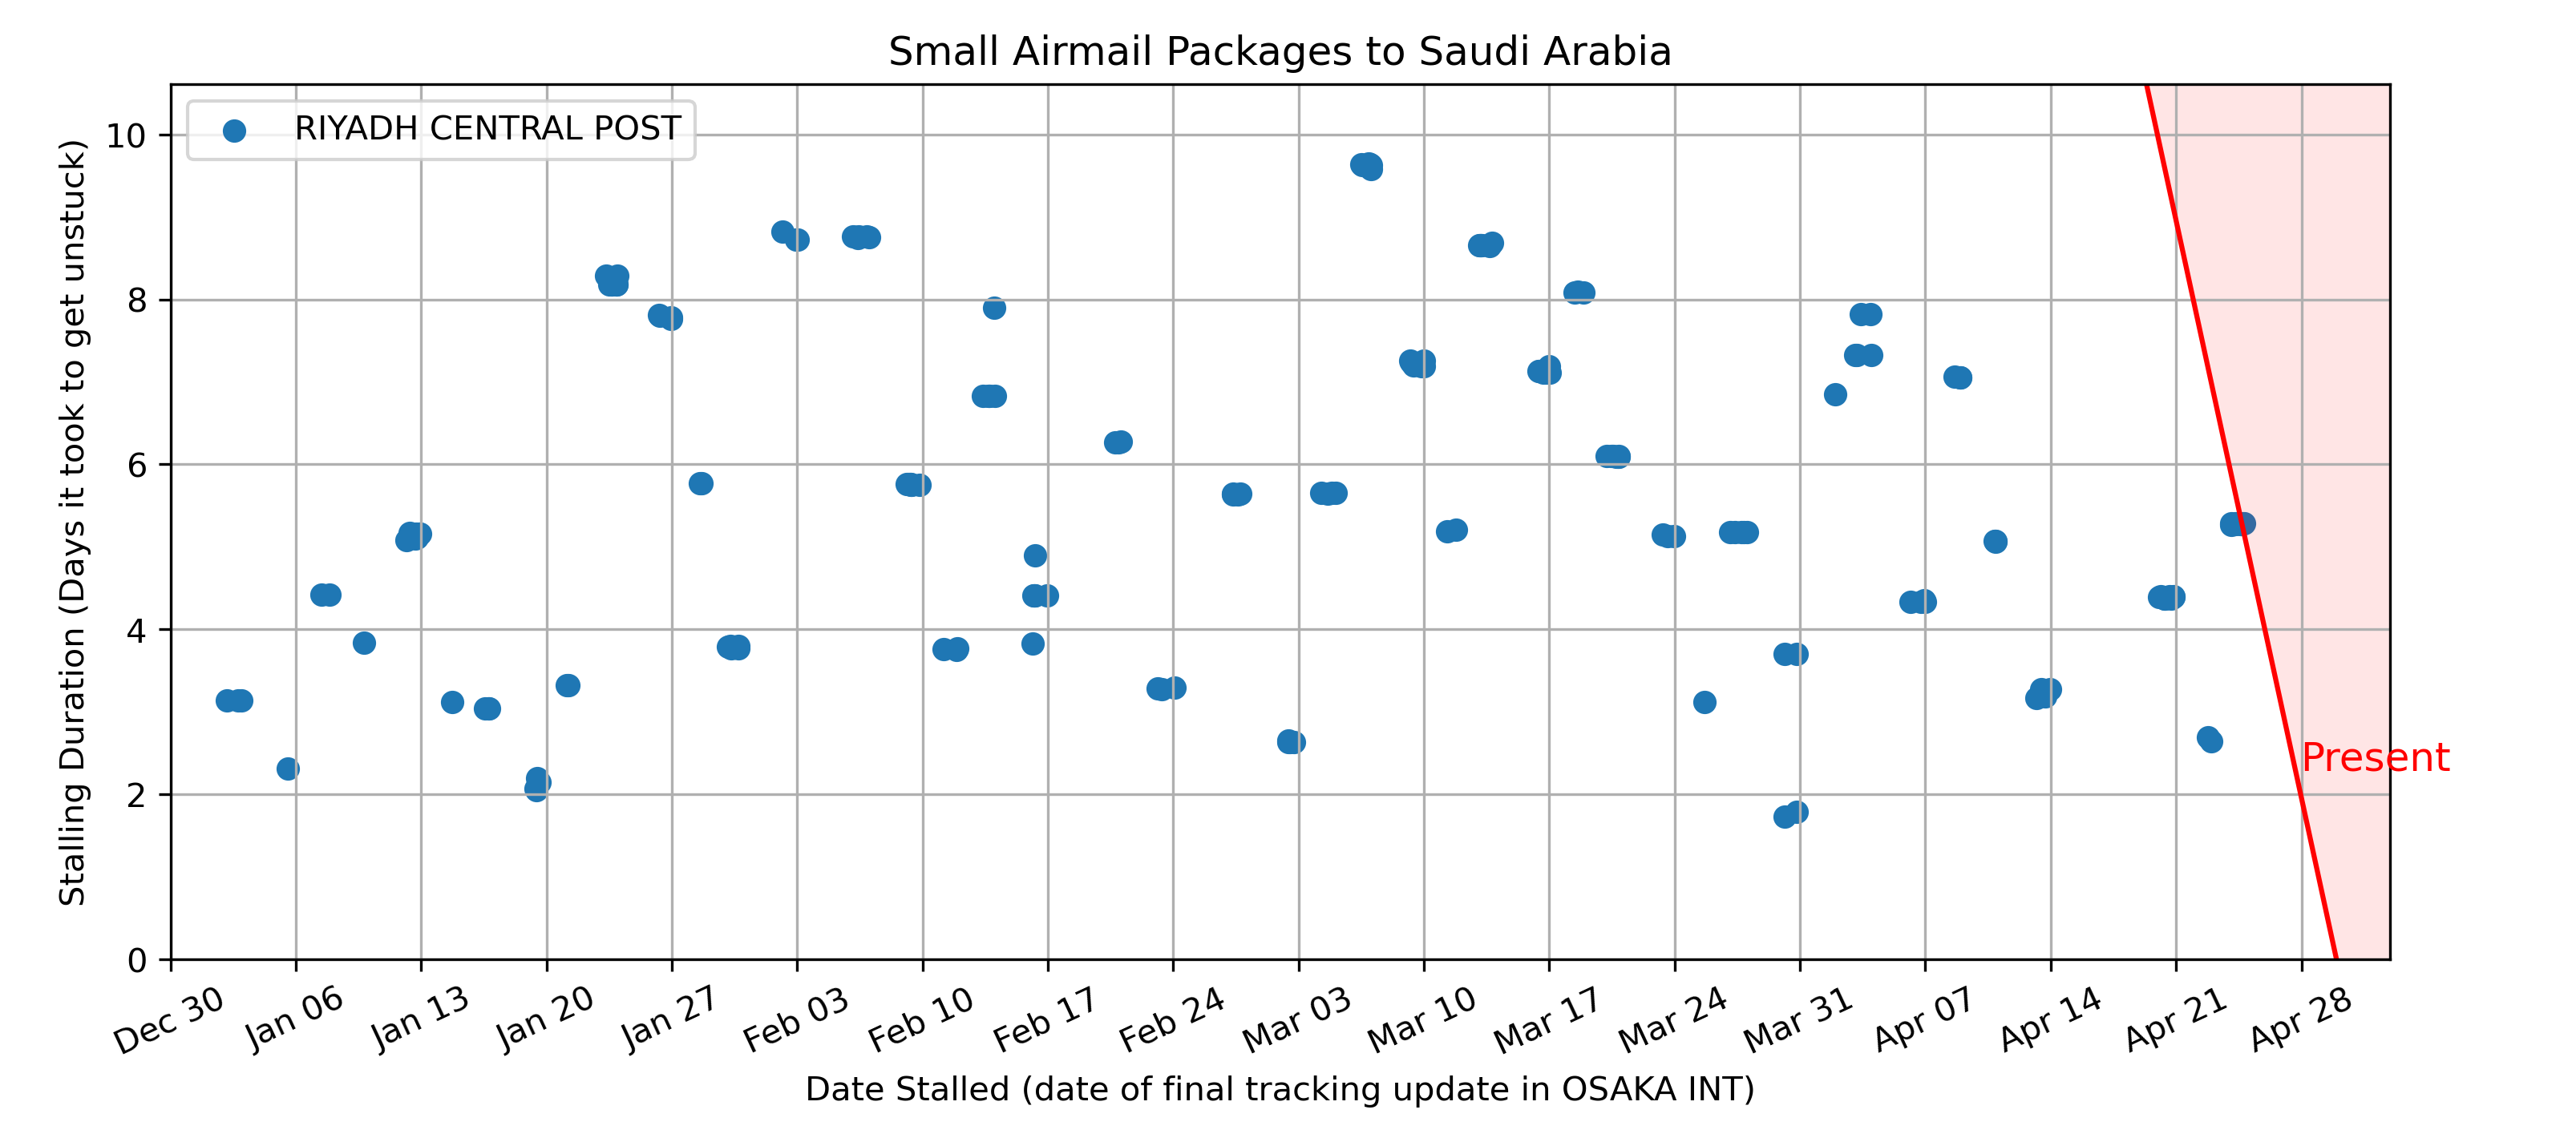 Small Airmail Packages to Saudi Arabia
RIYADH CENTRAL POST
Stalling Duration (Days it took to get unstuck)
10
8
6
4
2
0
Present
Dec 30
Jan 06
Jan 13
Jan 20
Jan 27
Feb 03
Feb 10
Feb 17
Feb 24
Mar 03
Mar 10
Mar 17
Mar 24
Mar 31
Apr 07
Apr 14
Apr 21
Apr 28
Date Stalled (date of final tracking update in OSAKA INT)